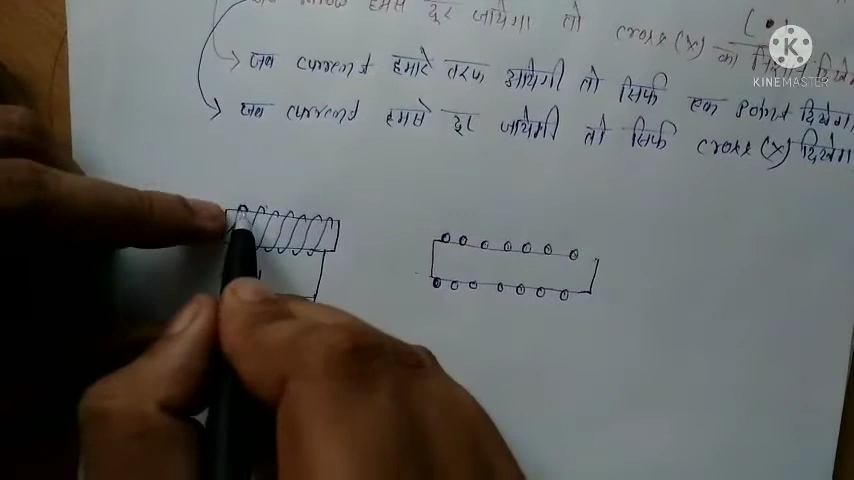 हमसे दूर जायेगा तो cross (x) का निशान
जब current हमारे तरफ आयेगी तो सिर्फ एक Point दिखेगा
जब current हमसे दूर जायेगी तो सिर्फ cross (x) दिखेगा
KINEMASTER